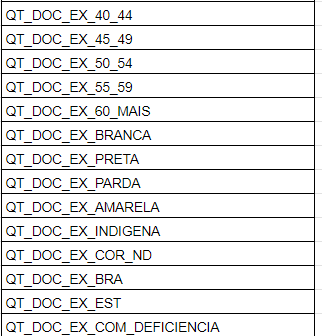 QT_DOC_EX_40_44
QT_DOC_EX_45_49
QT_DOC_EX_50_54
QT_DOC_EX_55_59
QT_DOC_EX_60_MAIS
QT_DOC_EX_BRANCA
QT_DOC_EX_PRETA
QT_DOC_EX_PARDA
QT_DOC_EX_AMARELA
QT_DOC_EX_INDIGENA
QT_DOC_EX_COR_ND
QT_DOC_EX_BRA
QT_DOC_EX_EST
QT_DOC_EX_COM_DEFICIENCIA